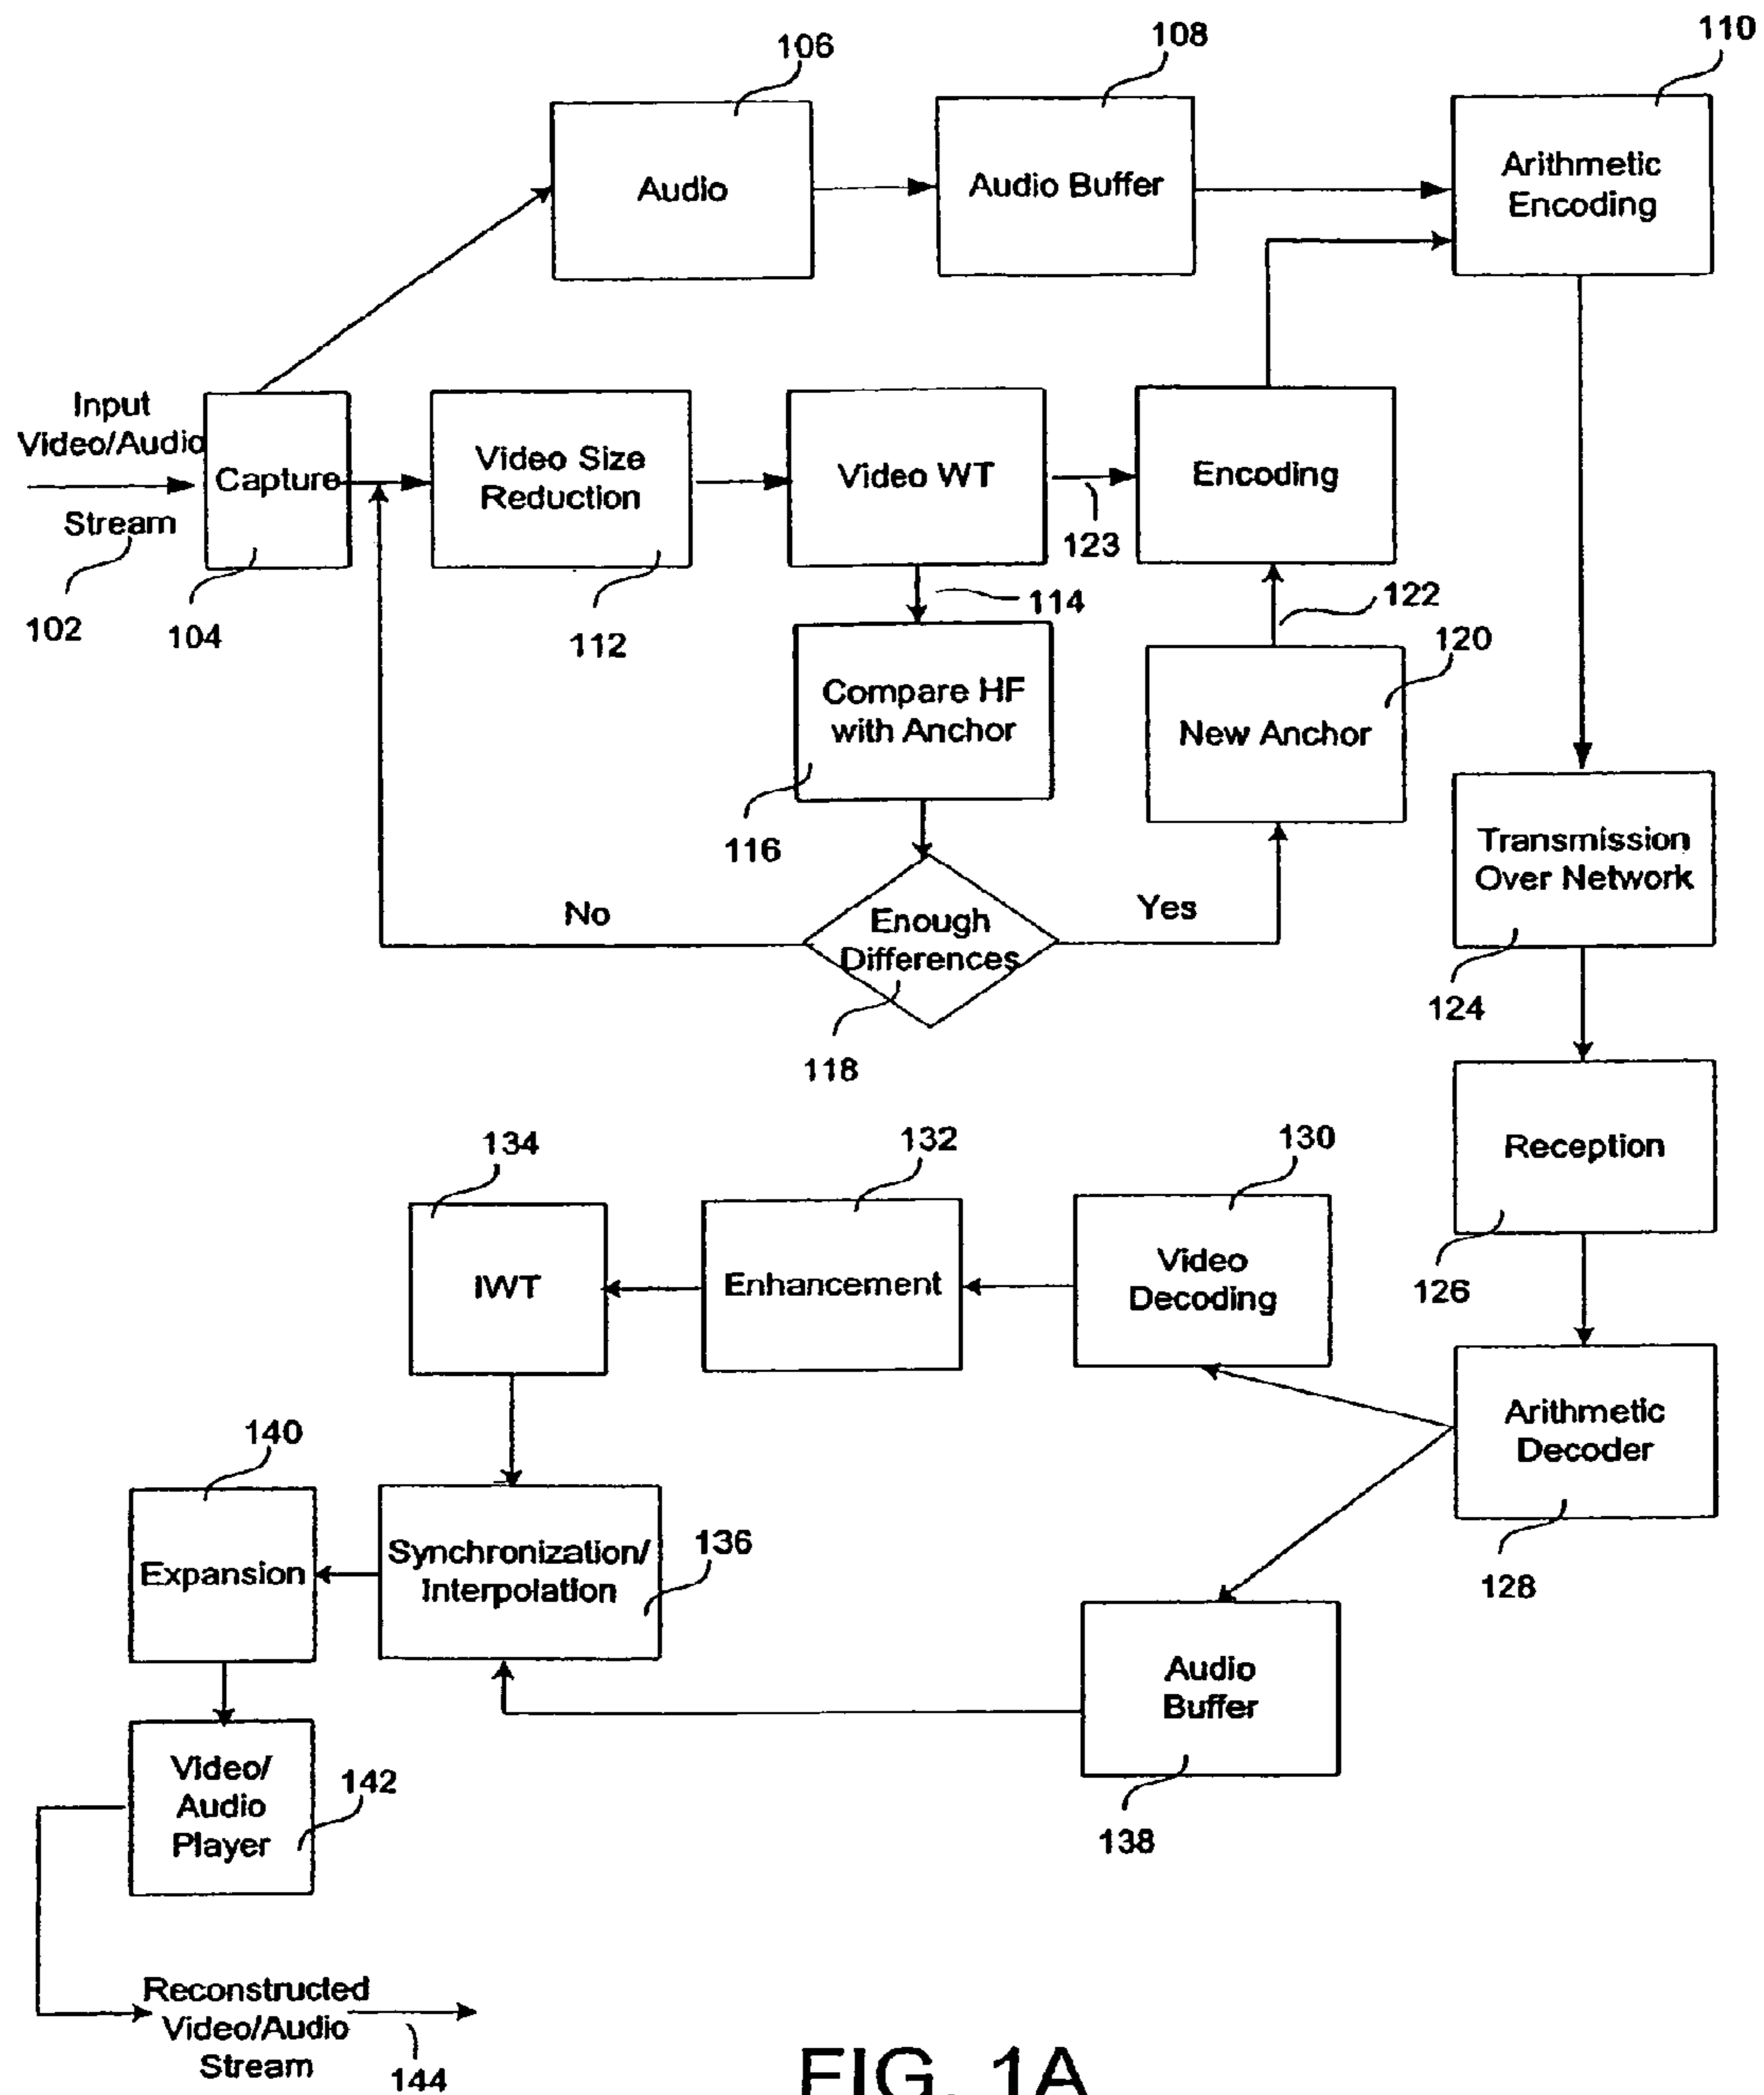 106
108
110
Audio
Audio Buffer
Arithmetic
Encoding
Input
Video/Audio
Stream
102
Capture
104
Video Size
Reduction
112
Video WT
123
Encoding
114
122
120
Compare HF
with Anchor
116
New Anchor
No
Enough
Differences
Yes
118
Transmission
Over Network
124
Reception
126
134
132
130
IWT
Enhancement
Video
Decoding
Arithmetic
Decoder
128
140
Expansion
Synchronization/
Interpolation
136
Audio
Buffer
138
Video/
Audio
Player
142
Reconstructed
Video/Audio
Stream
144
FIG. 1A